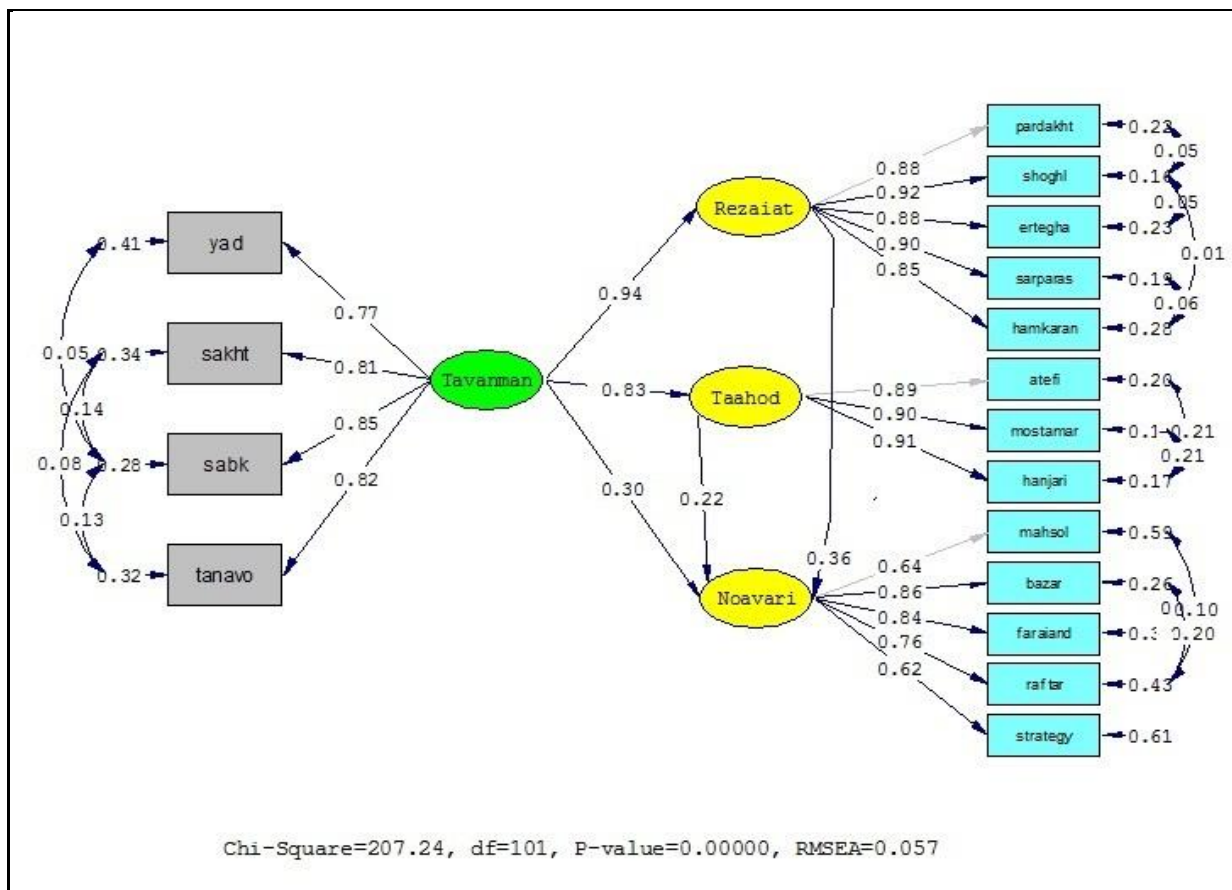 pardakht
0.22
0.05
0.88
shoghl
0.16
0.92
0.05
Rezaiat
ertegha
0.23
0.88
0.01
0.90
sarparas
0.19
0.85
0.06
hamkaran
0.28
0.41
yad
0.94
0.77
0.05
0.34
sakht
0.81
Tavanman
0.83
Taahod
0.89
atefi
0.20
0.90
mostamar
0.21
0.91
0.21
hanjari
0.17
0.14
0.85
0.08
0.28
sabk
0.82
0.30
0.22
0.13
mahsol
0.59
0.36
0.64
0.32
tanavo
Noavari
0.86
bazar
0.26
0.10
0.84
faraiand
0.20
0.76
0.62
raftar
0.43
strategy
0.61
Chi-Square=207.24, df=101, P-value=0.00000, RMSEA=0.057